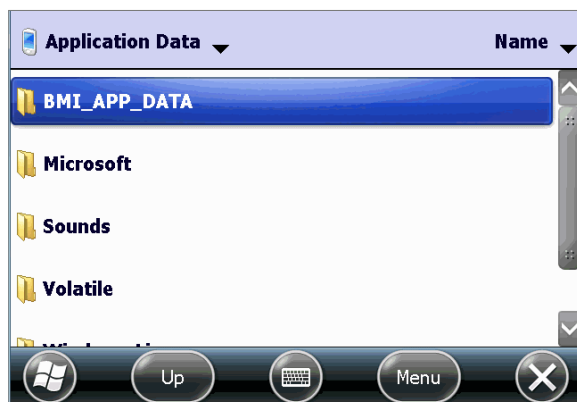 Application Data
Name
BMI_APP_DATA
Microsoft
Sounds
Volatile
Up
Menu